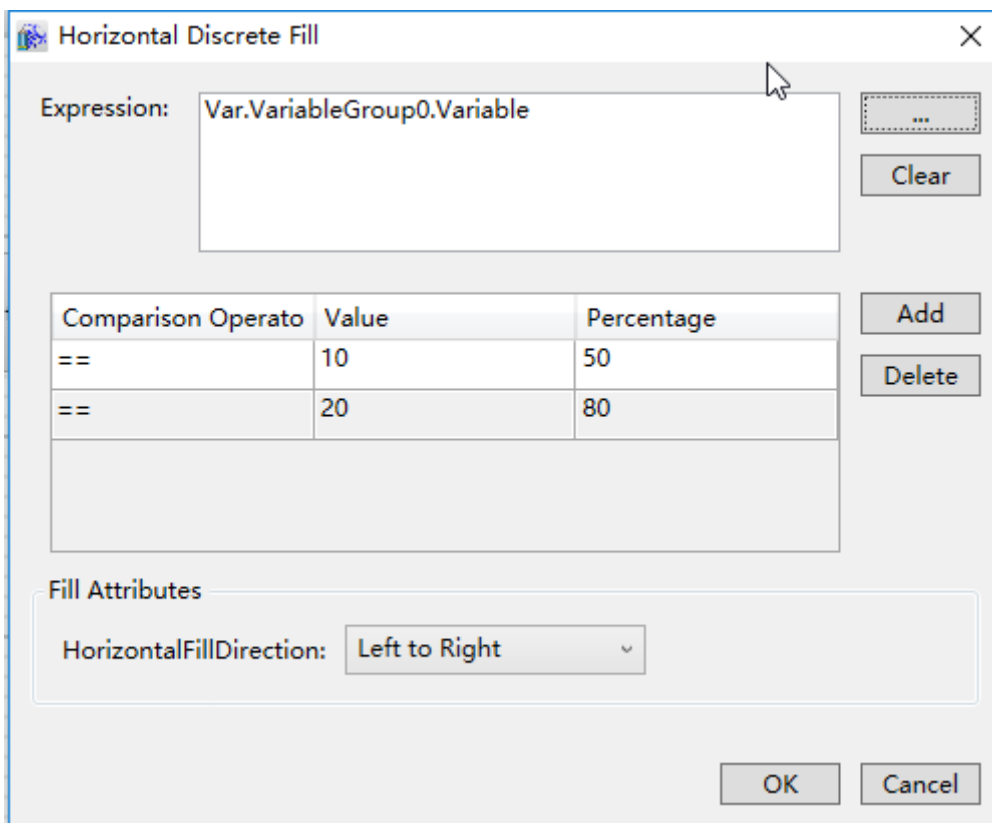 Horizontal Discrete Fill
Expression:
Var.VariableGroup0.Variable
...
Clear
Comparison Operato Value Percentage
== 10 50
== 20 80
Add
Delete
Fill Attributes
HorizontalFillDirection: Left to Right
OK Cancel